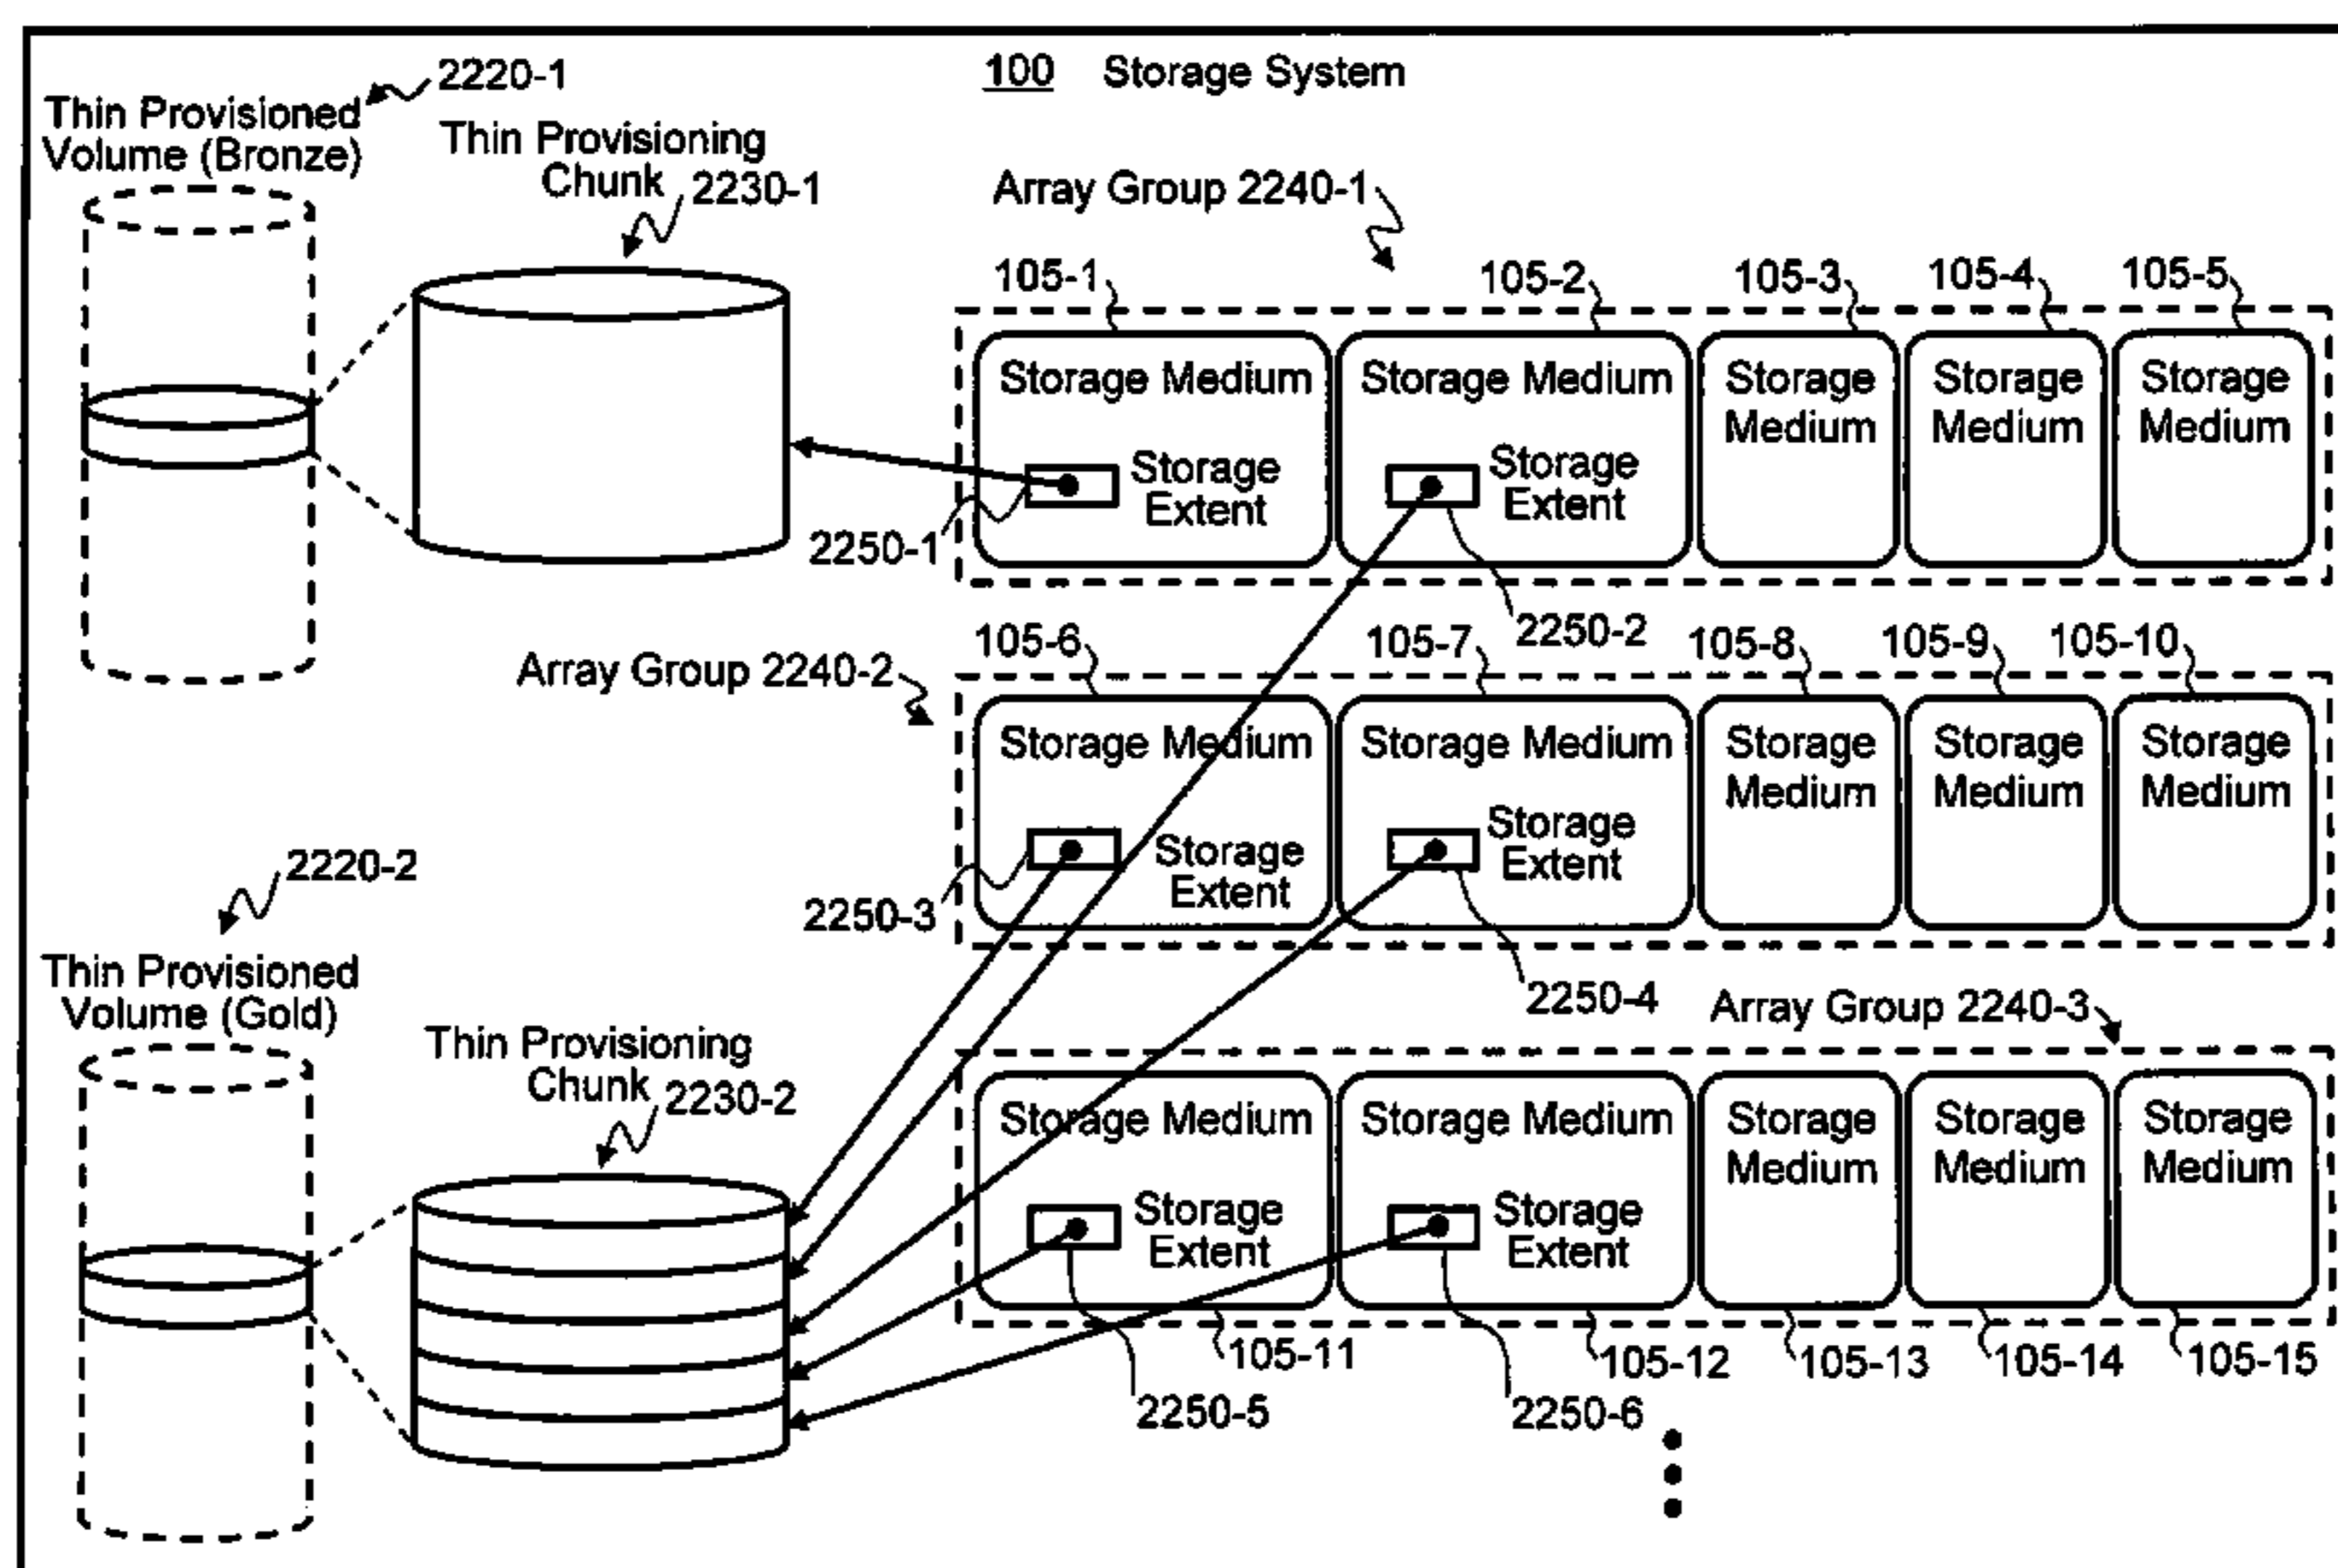 100 Storage System
2220-1
Thin Provisioned
Volume (Bronze)
Thin Provisioning
Chunk 2230-1
Array Group 2240-1
105-1 105-2 105-3 105-4 105-5
Storage Medium Storage Medium Storage Storage Storage
Medium Medium Medium
Storage Storage
Extent Extent
2250-1
2250-2
105-6 105-7 105-8 105-9 105-10
Array Group 2240-2
Storage Medium Storage Medium Storage Storage Storage
Medium Medium Medium
Storage Storage
Extent Extent
2220-2
2250-3
2250-4
Thin Provisioned
Volume (Gold)
Array Group 2240-3
Thin Provisioning
Chunk 2230-2
Storage Medium Storage Medium Storage Storage Storage
Medium Medium Medium
Storage Storage
Extent Extent
105-11 105-12 105-13 105-14 105-15
2250-5 2250-6